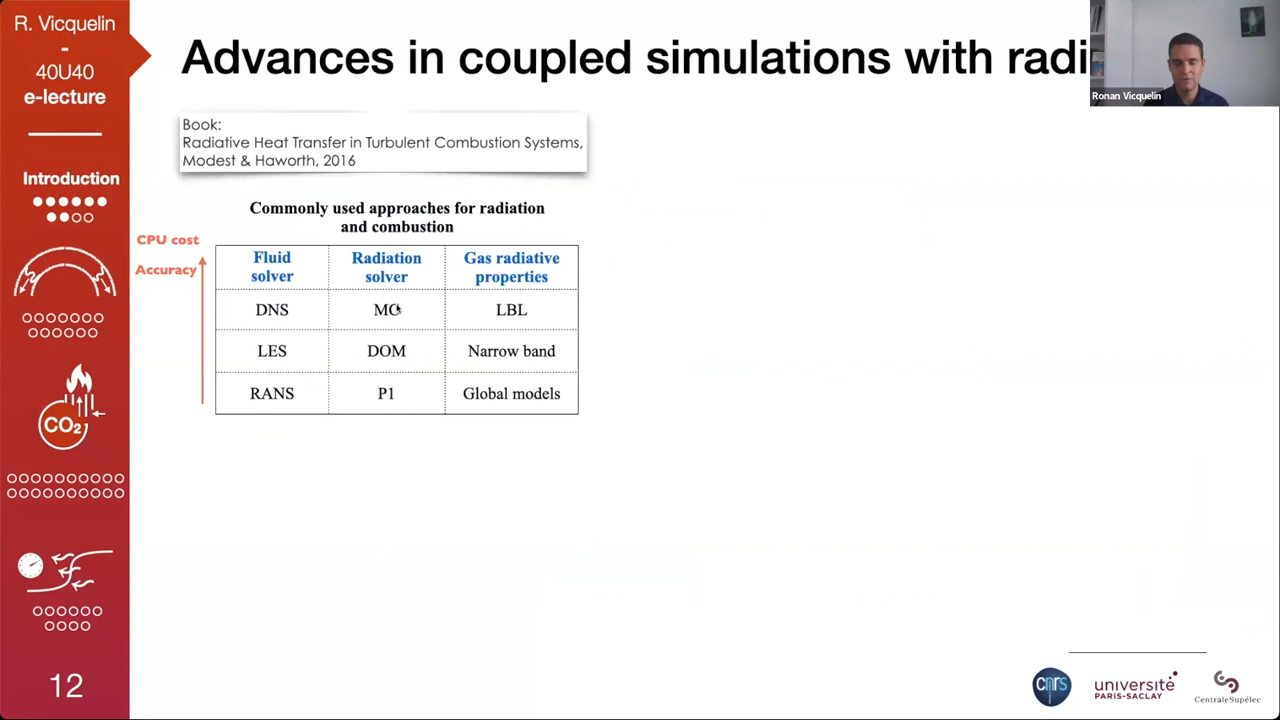 R. Vicquelin
-
40U40
e-lecture
Introduction
CO2
12
Advances in coupled simulations with radi
Ronan Vicquelin
Book:
Radiative Heat Transfer in Turbulent Combustion Systems,
Modest & Haworth, 2016
Commonly used approaches for radiation
and combustion
CPU cost
Accuracy
Fluid solver
Radiation solver
Gas radiative properties
DNS
MC
LBL
LES
DOM
Narrow band
RANS
P1
Global models
cnrs
université
PARIS-SACLAY
CentraleSupélec